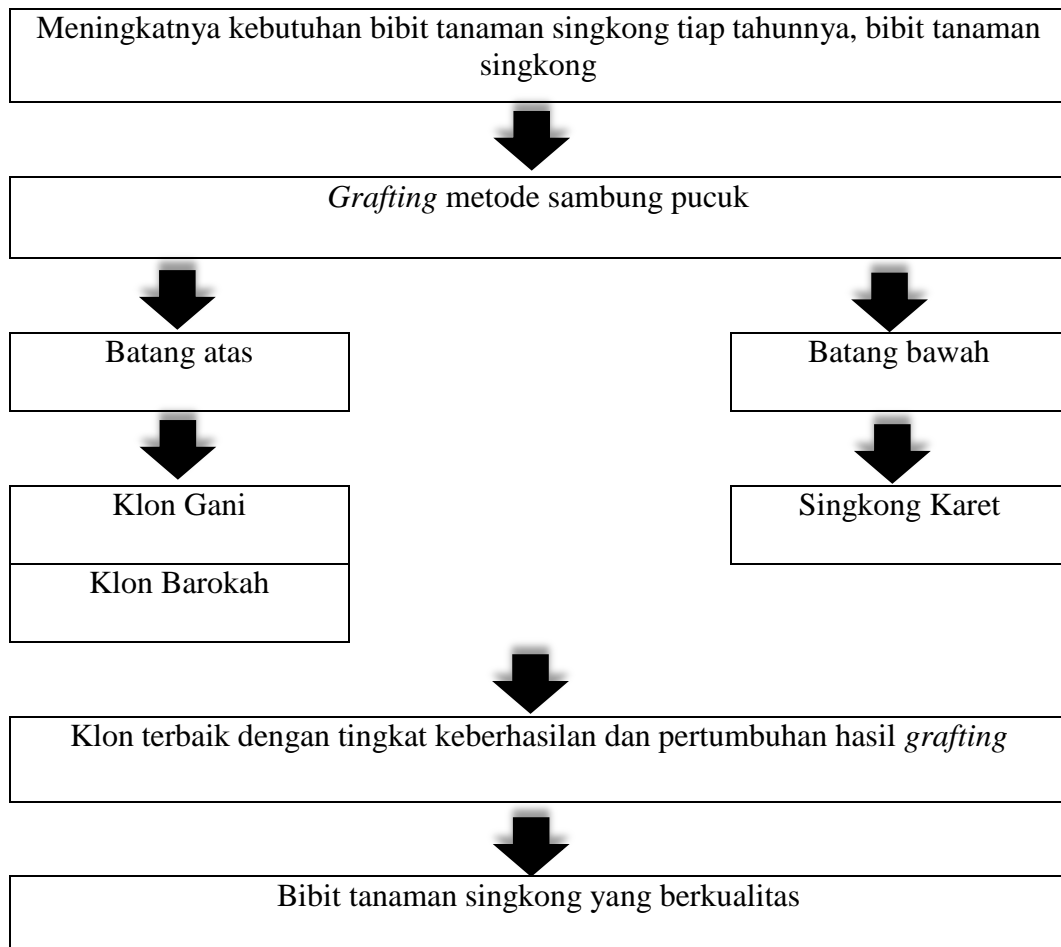 Meningkatnya kebutuhan bibit tanaman singkong tiap tahunnya, bibit tanaman
singkong
Grafting metode sambung pucuk
Batang atas
Batang bawah
Klon Gani
Singkong Karet
Klon Barokah
Klon terbaik dengan tingkat keberhasilan dan pertumbuhan hasil grafting
Bibit tanaman singkong yang berkualitas